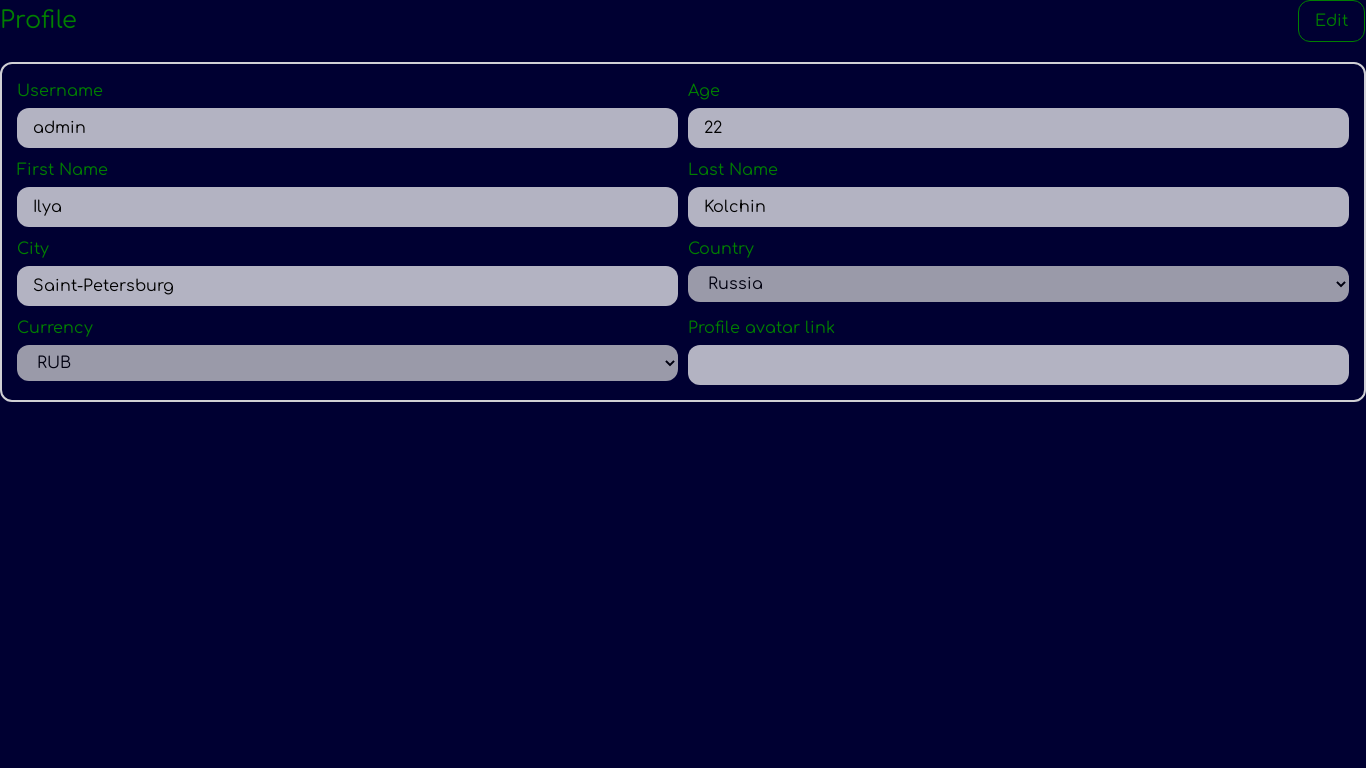 Profile
Edit
Username
Age
admin
22
First Name
Last Name
Ilya
Kolchin
City
Country
Saint-Petersburg
Russia
Currency
Profile avatar link
RUB